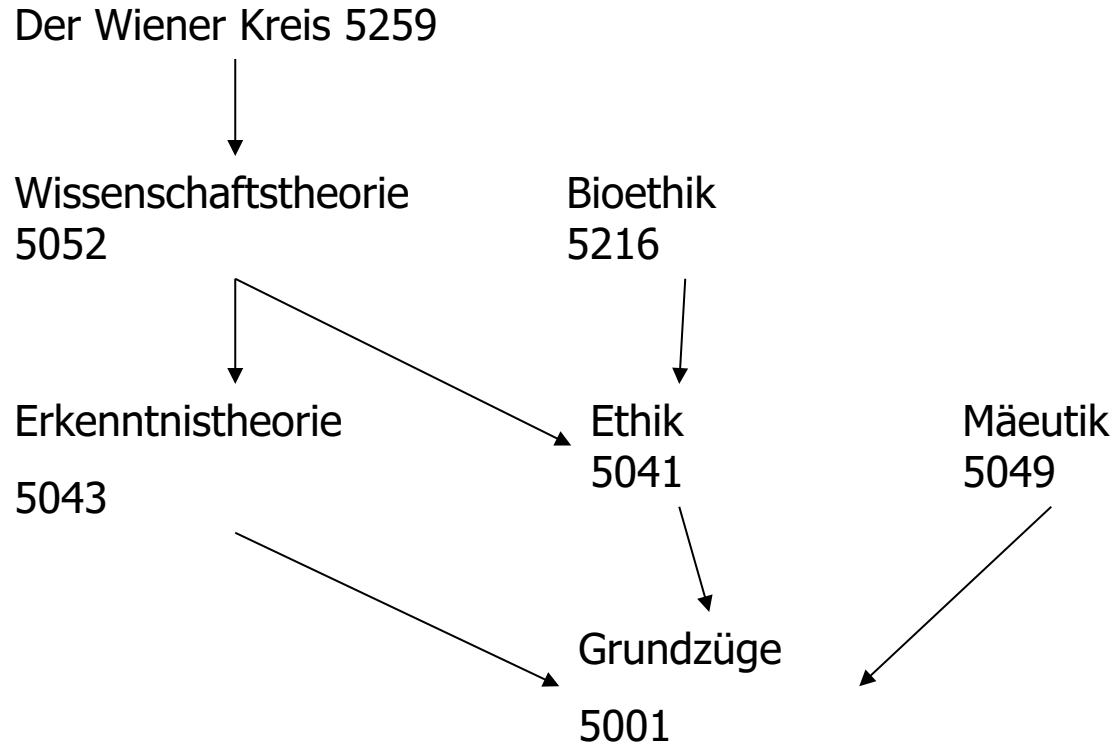 Der Wiener Kreis 5259
Wissenschaftstheorie
5052
Bioethik
5216
Erkenntnistheorie
5043
Ethik
5041
Mäeutik
5049
Grundzüge
5001